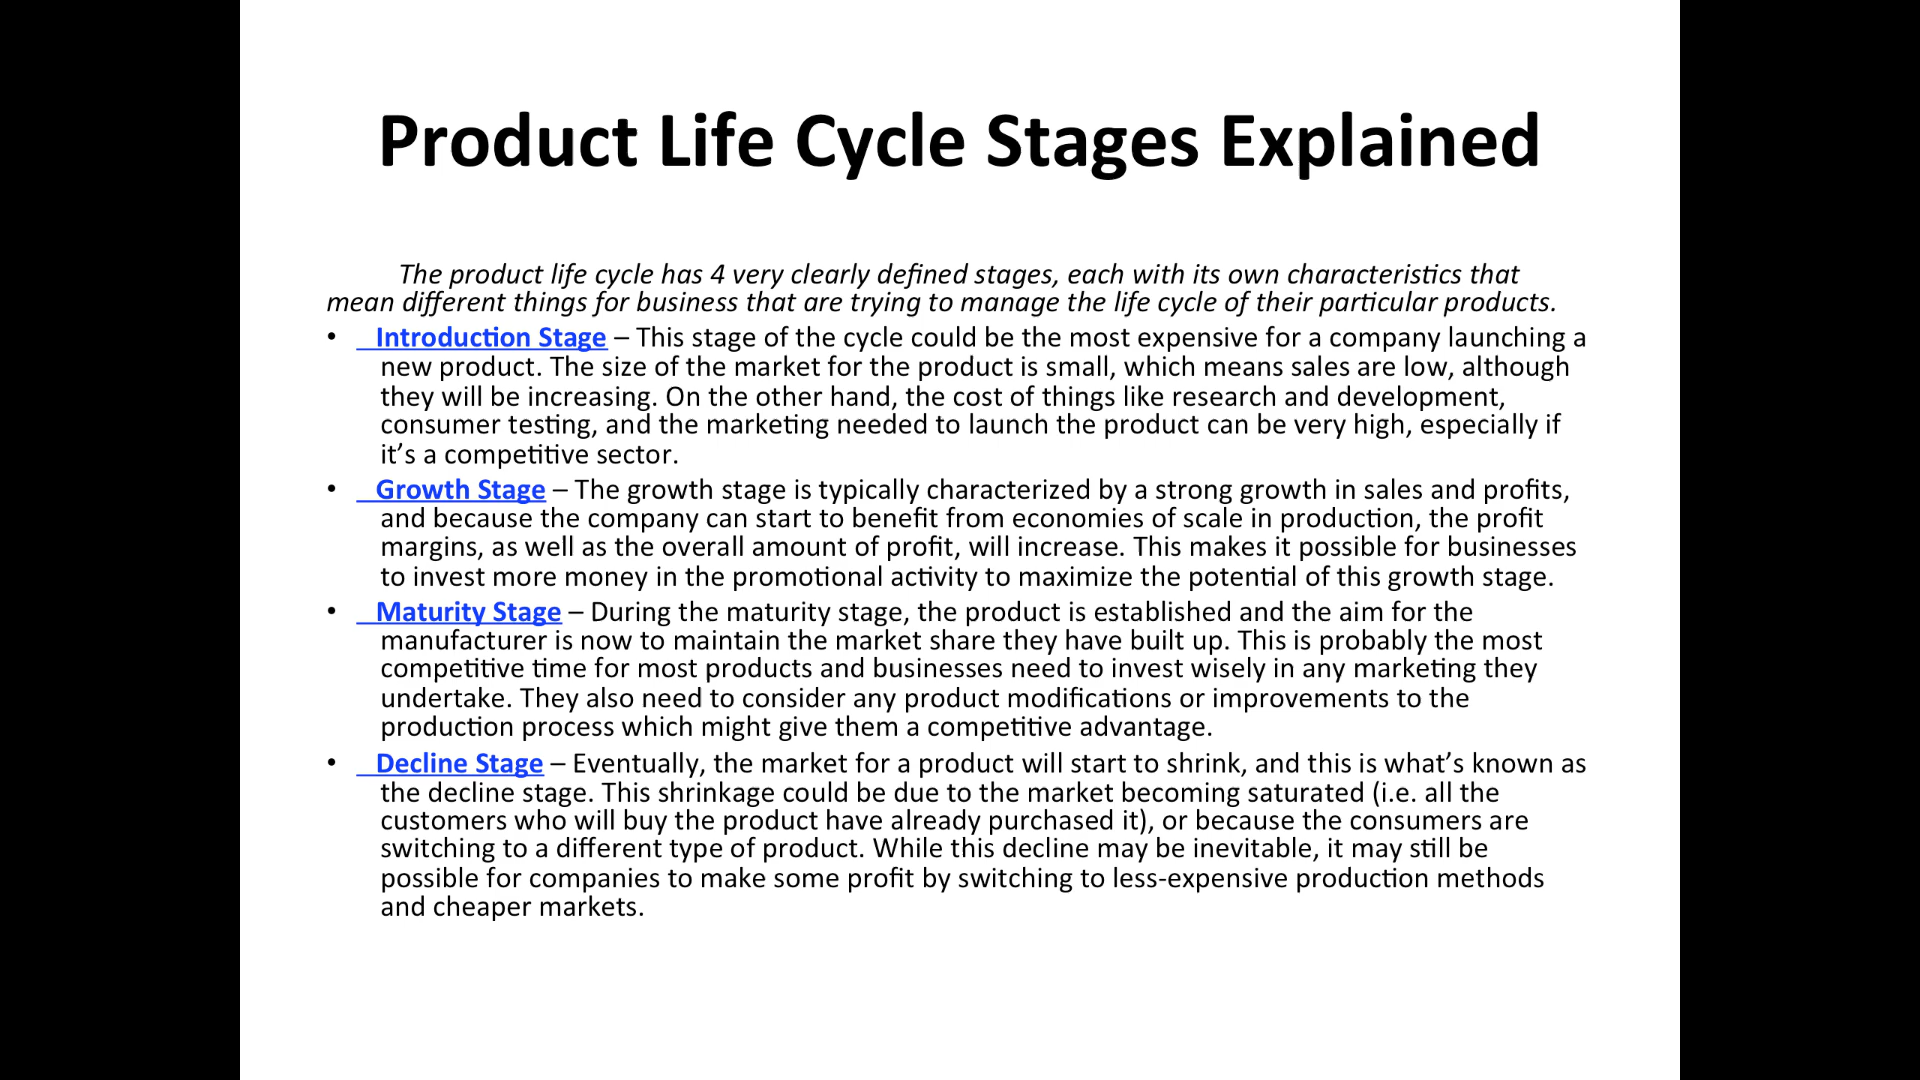 Product Life Cycle Stages Explained
The product life cycle has 4 very clearly defined stages, each with its own characteristics that
mean different things for business that are trying to manage the life cycle of their particular products.
• Introduction Stage – This stage of the cycle could be the most expensive for a company launching a
new product. The size of the market for the product is small, which means sales are low, although
they will be increasing. On the other hand, the cost of things like research and development,
consumer testing, and the marketing needed to launch the product can be very high, especially if
it’s a competitive sector.
• Growth Stage – The growth stage is typically characterized by a strong growth in sales and profits,
and because the company can start to benefit from economies of scale in production, the profit
margins, as well as the overall amount of profit, will increase. This makes it possible for businesses
to invest more money in the promotional activity to maximize the potential of this growth stage.
• Maturity Stage – During the maturity stage, the product is established and the aim for the
manufacturer is now to maintain the market share they have built up. This is probably the most
competitive time for most products and businesses need to invest wisely in any marketing they
undertake. They also need to consider any product modifications or improvements to the
production process which might give them a competitive advantage.
• Decline Stage – Eventually, the market for a product will start to shrink, and this is what’s known as
the decline stage. This shrinkage could be due to the market becoming saturated (i.e. all the
customers who will buy the product have already purchased it), or because the consumers are
switching to a different type of product. While this decline may be inevitable, it may still be
possible for companies to make some profit by switching to less-expensive production methods
and cheaper markets.